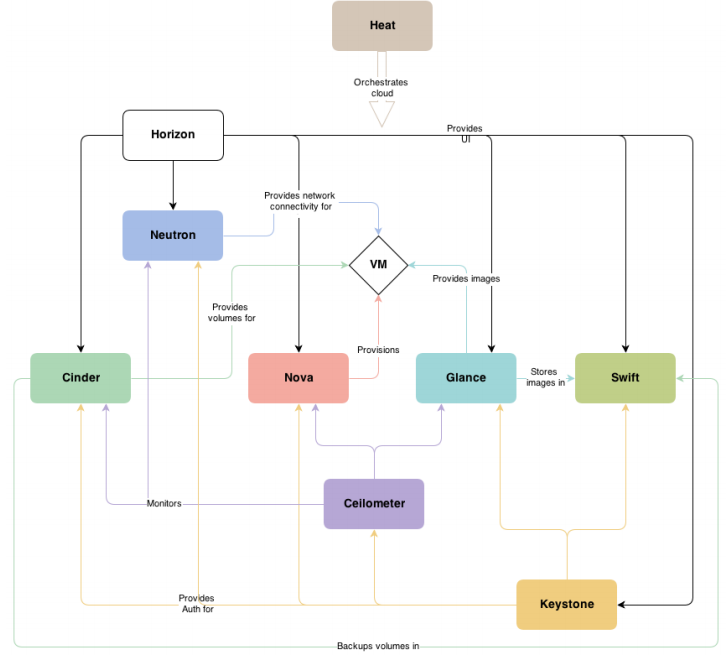 Heat
Orchestrates
cloud
Horizon
Provides
UI
Provides network
connectivity for
Neutron
VM
Provides images
Provides
volumes for
Provisions
Cinder
Nova
Glance
Stores
images in
Swift
Monitors
Ceilometer
Provides
Auth for
Keystone
Backups volumes in